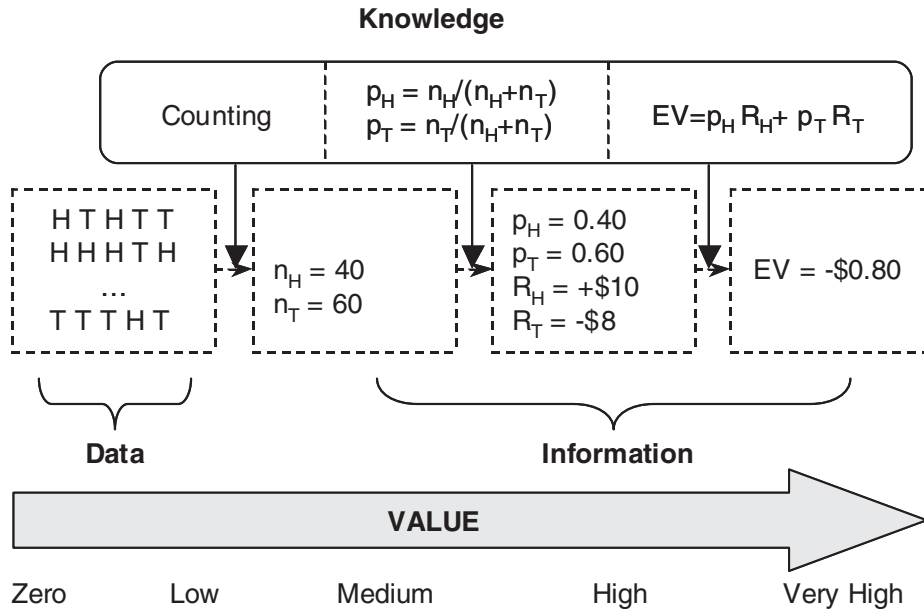 Knowledge
Counting
p_H = n_H/(n_H+n_T)
p_T = n_T/(n_H+n_T)
EV=p_H R_H+ p_T R_T
H T H T T
H H H T H
...
T T T H T
n_H = 40
n_T = 60
p_H = 0.40
p_T = 0.60
R_H = +$10
R_T = -$8
EV = -$0.80
Data
Information
VALUE
Zero Low Medium High Very High